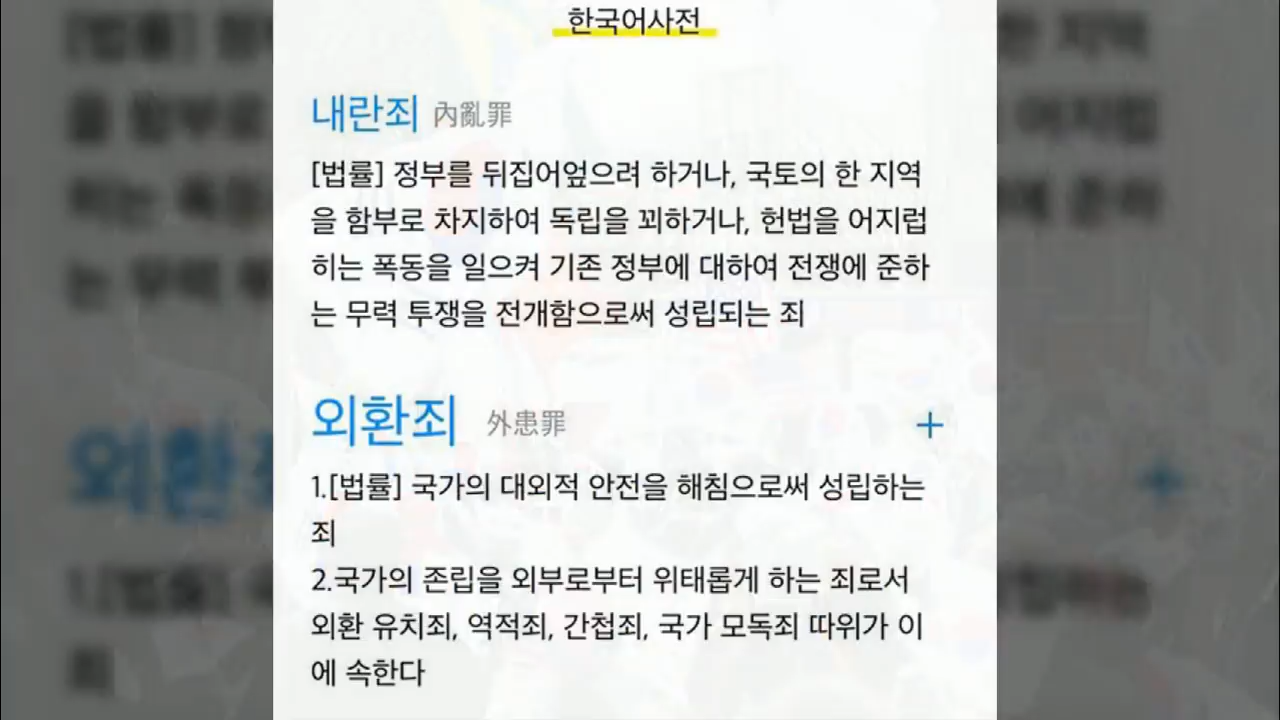 한국어사전
내란죄 內亂罪
[법률] 정부를 뒤집어엎으려 하거나, 국토의 한 지역
을 함부로 차지하여 독립을 꾀하거나, 헌법을 어지럽
히는 폭동을 일으켜 기존 정부에 대하여 전쟁에 준하
는 무력 투쟁을 전개함으로써 성립되는 죄
외환죄 外患罪 +
1.[법률] 국가의 대외적 안전을 해침으로써 성립하는
죄
2.국가의 존립을 외부로부터 위태롭게 하는 죄로서
외환 유치죄, 역적죄, 간첩죄, 국가 모독죄 따위가 이
에 속한다